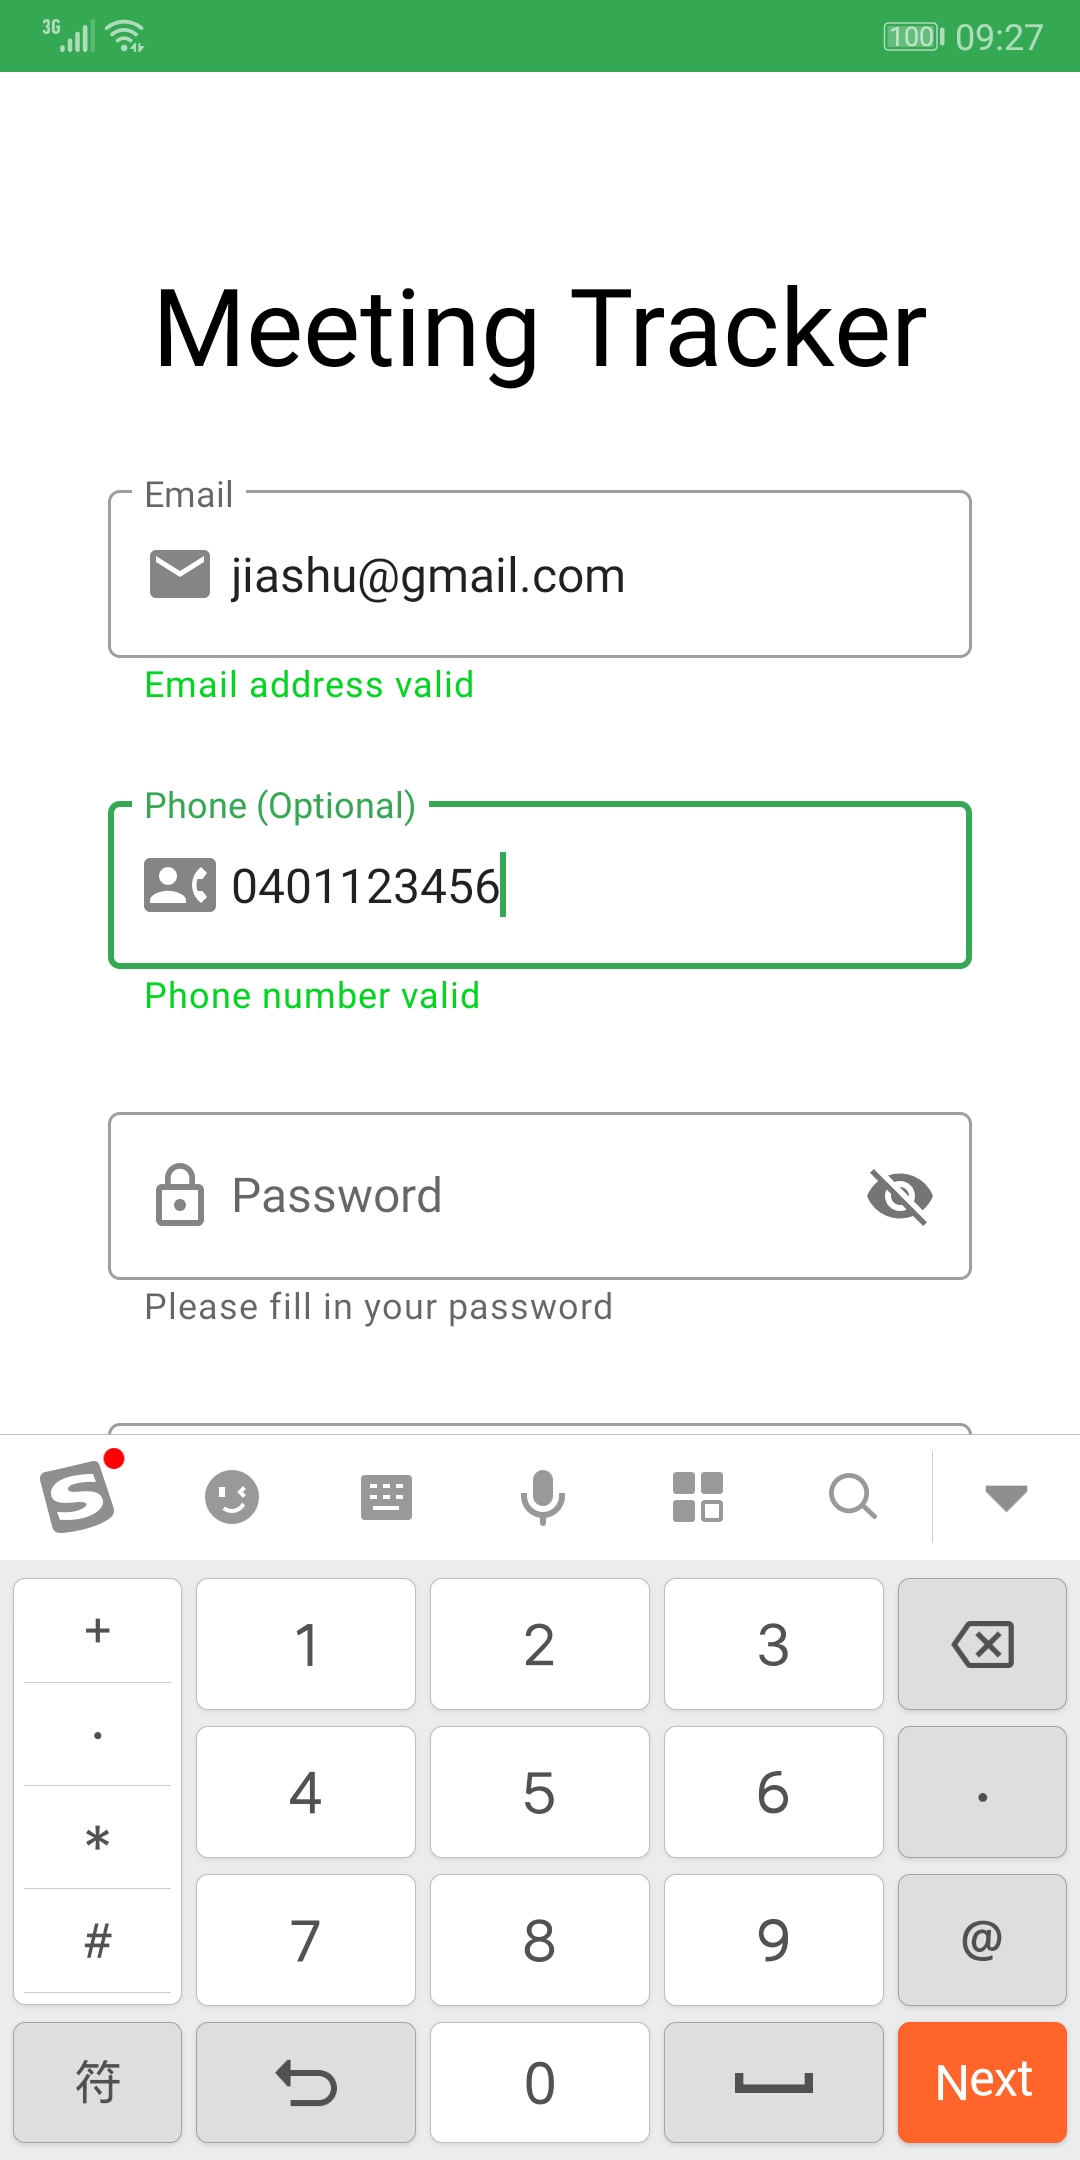 3G 100 09:27
Meeting Tracker
Email
jiashu@gmail.com
Email address valid
Phone (Optional)
0401123456
Phone number valid
Password
Please fill in your password
+ 1 2 3
. 4 5 6 .
* 7 8 9 @
#
符 0 Next